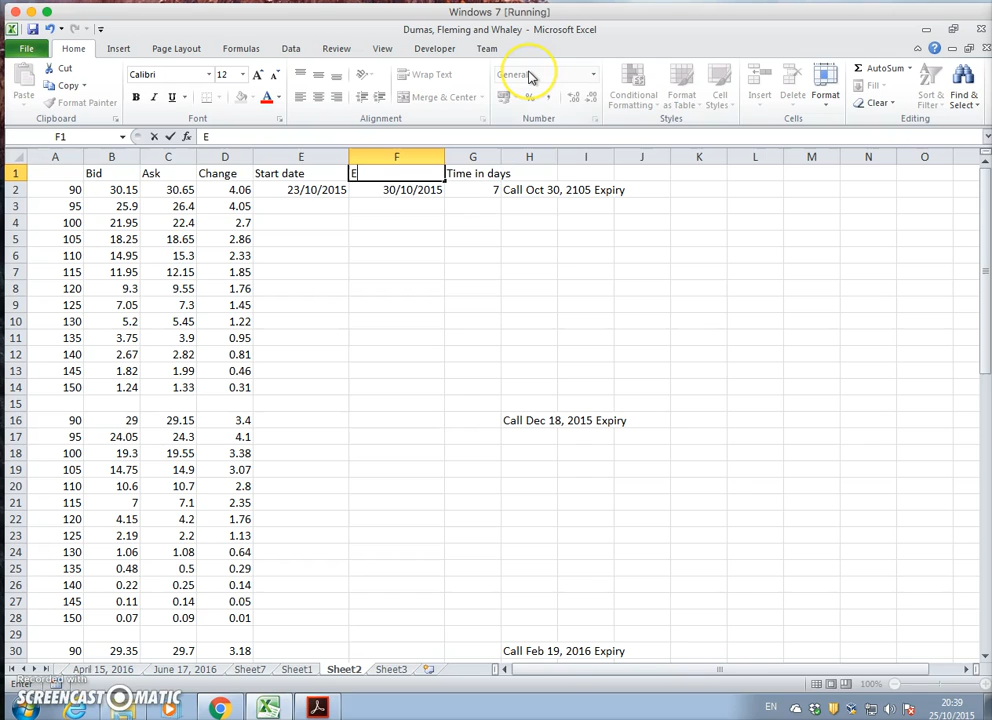 Windows 7 [Running]
Dumas, Fleming and Whaley - Microsoft Excel
File Home Insert Page Layout Formulas Data Review View Developer Team
Cut
Copy
Format Painter
Paste
Clipboard
Calibri 12
B I U
Font
Wrap Text
Merge & Center
Alignment
General
%
Number
Conditional Formatting
Format as Table
Cell Styles
Styles
Insert Delete Format
Cells
AutoSum
Fill
Clear
Sort & Filter
Find & Select
Editing
F1 fx E
A B C D E F G H I J K L M N O
1 Bid Ask Change Start date E Time in days
2 90 30.15 30.65 4.06 23/10/2015 30/10/2015 7 Call Oct 30, 2105 Expiry
3 95 25.9 26.4 4.05
4 100 21.95 22.4 2.7
5 105 18.25 18.65 2.86
6 110 14.95 15.3 2.33
7 115 11.95 12.15 1.85
8 120 9.3 9.55 1.76
9 125 7.05 7.3 1.45
10 130 5.2 5.45 1.22
11 135 3.75 3.9 0.95
12 140 2.67 2.82 0.81
13 145 1.82 1.99 0.46
14 150 1.24 1.33 0.31
15
16 90 29 29.15 3.4 Call Dec 18, 2015 Expiry
17 95 24.05 24.3 4.1
18 100 19.3 19.55 3.38
19 105 14.75 14.9 3.07
20 110 10.6 10.7 2.8
21 115 7 7.1 2.35
22 120 4.15 4.2 1.76
23 125 2.19 2.2 1.13
24 130 1.06 1.08 0.64
25 135 0.48 0.5 0.29
26 140 0.22 0.25 0.14
27 145 0.11 0.14 0.05
28 150 0.07 0.09 0.01
29
30 90 29.35 29.7 3.18 Call Feb 19, 2016 Expiry
April 15, 2016 June 17, 2016 Sheet7 Sheet1 Sheet2 Sheet3
Enter 100%
Recorded with
SCREENCAST-O-MATIC
EN
20:39
25/10/2015